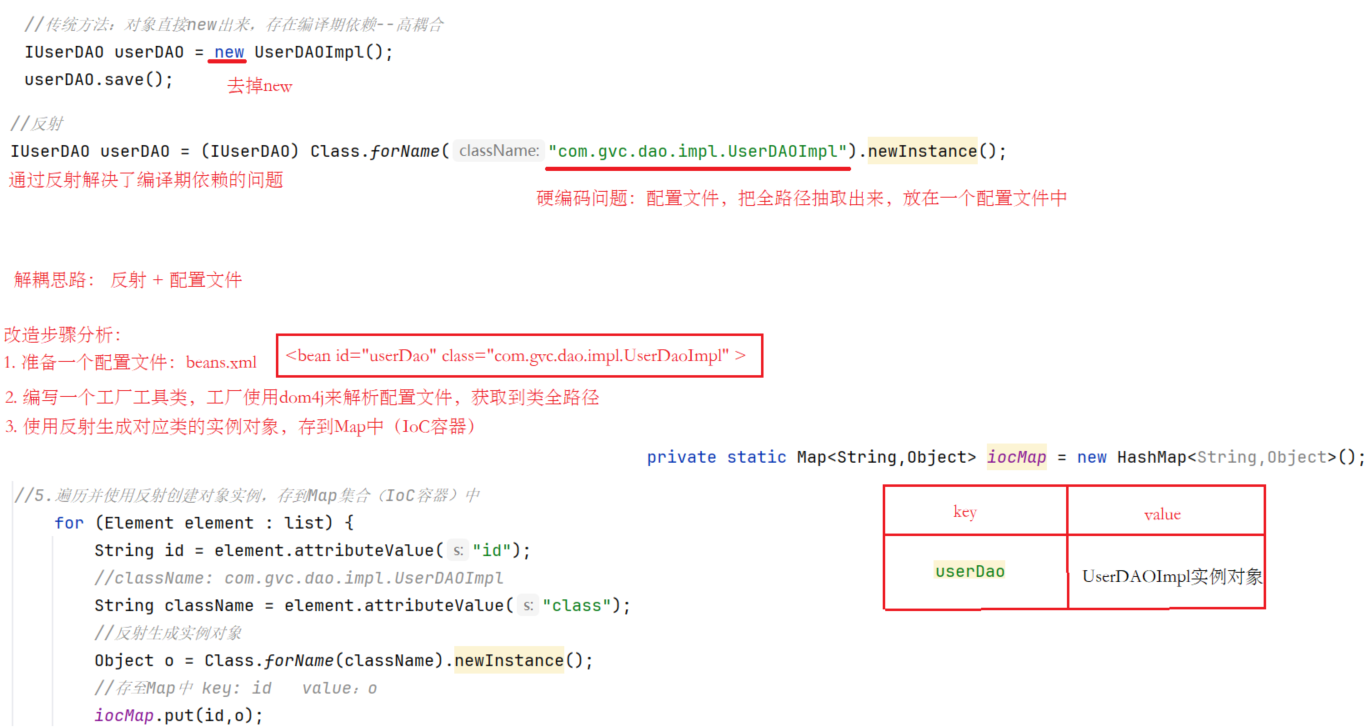 //传统方法：对象直接new出来，存在编译期依赖--高耦合
IUserDAO userDAO = new UserDAOImpl();
userDAO.save();
去掉new
//反射
IUserDAO userDAO = (IUserDAO) Class.forName( className: "com.gvc.dao.impl.UserDAOImpl").newInstance();
通过反射解决了编译期依赖的问题
硬编码问题：配置文件，把全路径抽取出来，放在一个配置文件中
解耦思路： 反射 + 配置文件
改造步骤分析：
1. 准备一个配置文件：beans.xml
<bean id="userDao" class="com.gvc.dao.impl.UserDaoImpl" >
2. 编写一个工厂工具类，工厂使用dom4j来解析配置文件，获取到类全路径
3. 使用反射生成对应类的实例对象，存到Map中（IoC容器）
private static Map<String,Object> iocMap = new HashMap<String,Object>();
key value
userDao UserDAOImpl实例对象
//5.遍历并使用反射创建对象实例，存到Map集合（IoC容器）中
for (Element element : list) {
String id = element.attributeValue( s: "id");
//className: com.gvc.dao.impl.UserDAOImpl
String className = element.attributeValue( s: "class");
//反射生成实例对象
Object o = Class.forName(className).newInstance();
//存至Map中 key: id value：o
iocMap.put(id,o);